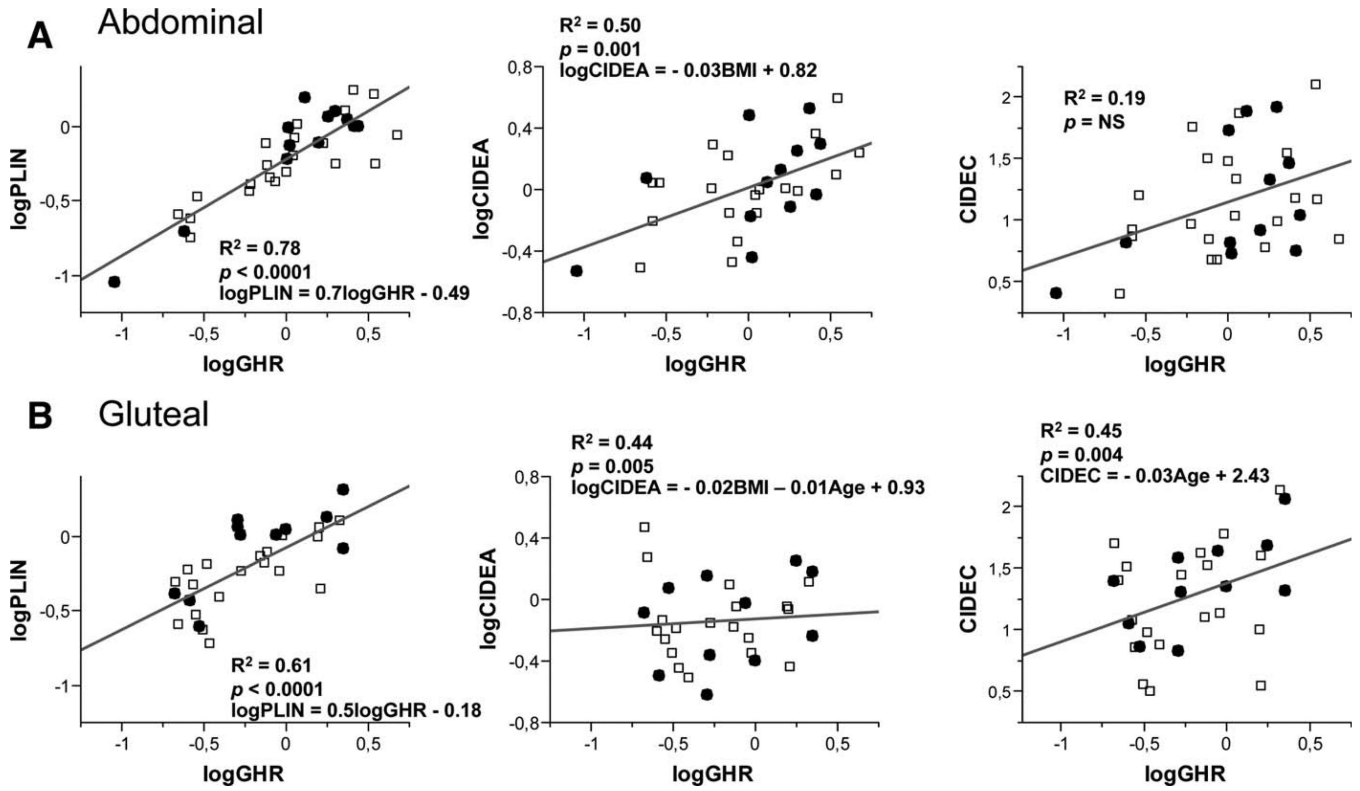 A Abdominal
R² = 0.50
p = 0.001
logCIDEA = - 0.03BMI + 0.82
0
-0,5
-1
logPLIN
R² = 0.78
p < 0.0001
logPLIN = 0.7logGHR - 0.49
-1 -0,5 0 0,5
logGHR
0,8
0,4
0
-0,4
-0,8
logCIDEA
-1 -0,5 0 0,5
logGHR
R² = 0.19
p = NS
2
1,5
1
0,5
CIDEC
-1 -0,5 0 0,5
logGHR
B Gluteal
0
-0,5
-1
logPLIN
R² = 0.61
p < 0.0001
logPLIN = 0.5logGHR - 0.18
-1 -0,5 0 0,5
logGHR
R² = 0.44
p = 0.005
logCIDEA = - 0.02BMI – 0.01Age + 0.93
0,8
0,4
0
-0,4
-0,8
logCIDEA
-1 -0,5 0 0,5
logGHR
R² = 0.45
p = 0.004
CIDEC = - 0.03Age + 2.43
2
1,5
1
0,5
CIDEC
-1 -0,5 0 0,5
logGHR